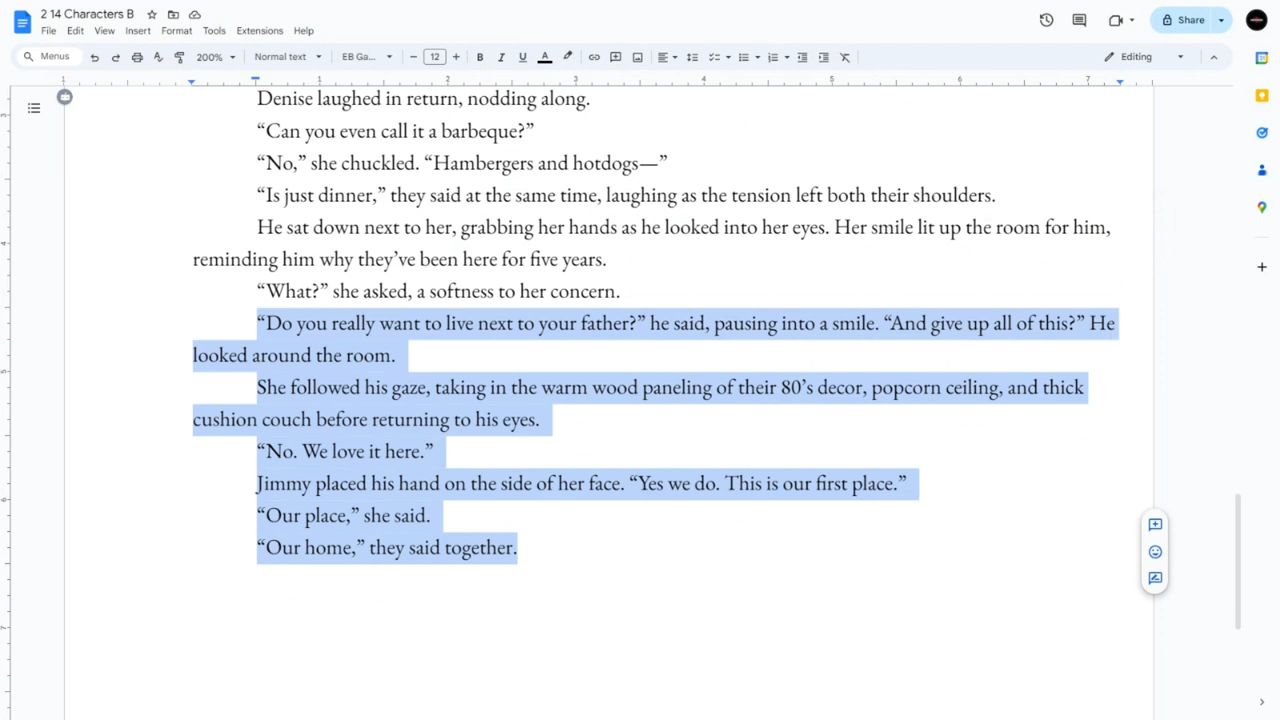 2 14 Characters B
File Edit View Insert Format Tools Extensions Help
Share
Menus 200% Normal text EB Ga... 12 Editing
1 1 2 3 4 5 6 7
Denise laughed in return, nodding along.
“Can you even call it a barbeque?”
“No,” she chuckled. “Hambergers and hotdogs—”
“Is just dinner,” they said at the same time, laughing as the tension left both their shoulders.
He sat down next to her, grabbing her hands as he looked into her eyes. Her smile lit up the room for him,
reminding him why they’ve been here for five years.
“What?” she asked, a softness to her concern.
“Do you really want to live next to your father?” he said, pausing into a smile. “And give up all of this?” He
looked around the room.
She followed his gaze, taking in the warm wood paneling of their 80’s decor, popcorn ceiling, and thick
cushion couch before returning to his eyes.
“No. We love it here.”
Jimmy placed his hand on the side of her face. “Yes we do. This is our first place.”
“Our place,” she said.
“Our home,” they said together.